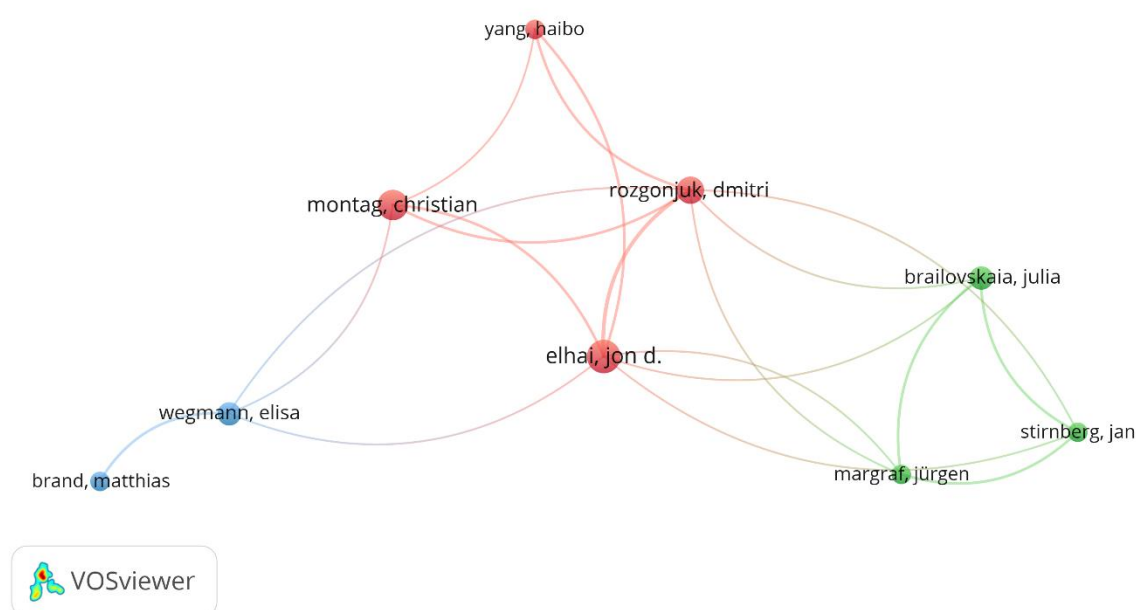 yang, haibo
rozgonjuk, dmitri
montag, christian
brailovskaia, julia
elhai, jon d.
wegmann, elisa
stirnberg, jan
margraf, jürgen
brand, matthias
VOSviewer